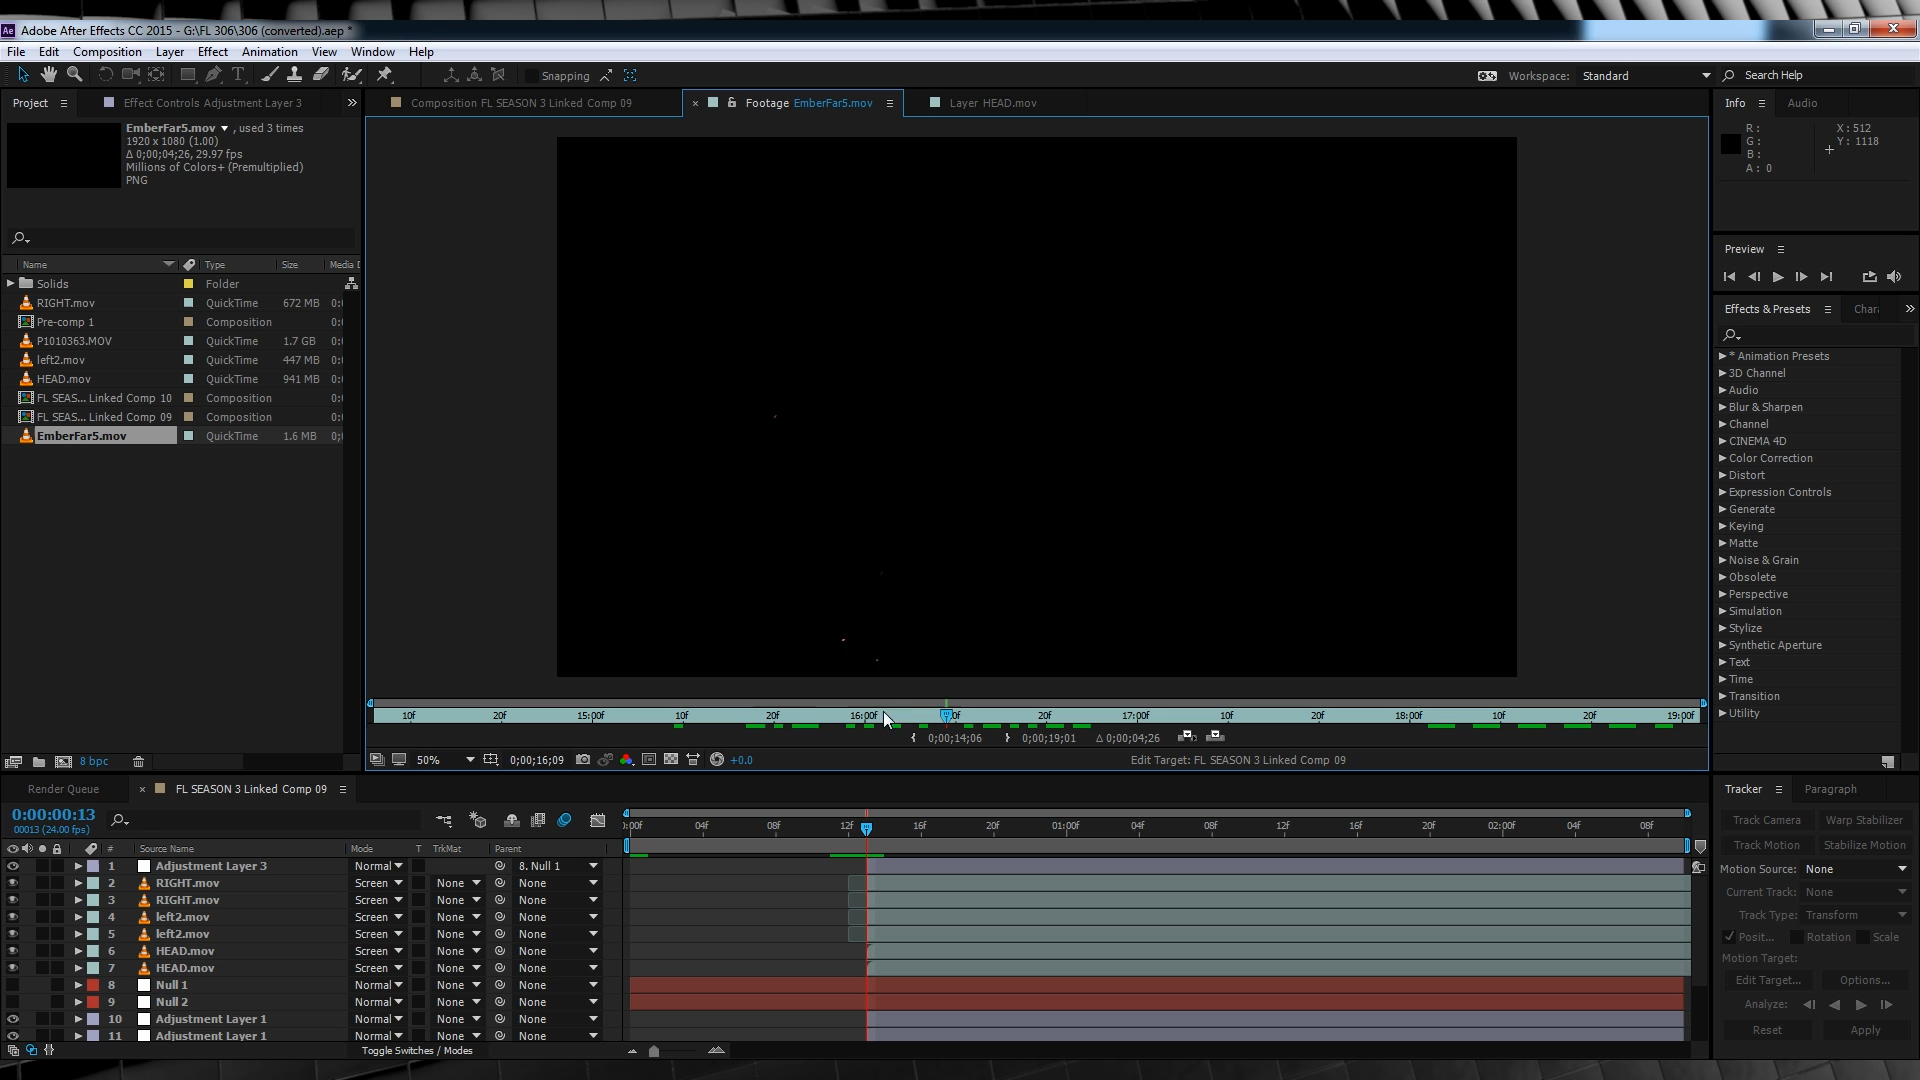 Ae Adobe After Effects CC 2015 - G:\FL 306\306 (converted).aep *
File Edit Composition Layer Effect Animation View Window Help
Snapping
Workspace: Standard
Search Help
Project
Effect Controls Adjustment Layer 3
Composition FL SEASON 3 Linked Comp 09
Footage EmberFar5.mov
Layer HEAD.mov
Info
Audio
EmberFar5.mov , used 3 times
1920 x 1080 (1.00)
Δ 0;00;04;26, 29.97 fps
Millions of Colors+ (Premultiplied)
PNG
R :
G :
B :
A : 0
X : 512
Y : 1118
Preview
Name Type Size Media D
Solids Folder
RIGHT.mov QuickTime 672 MB 0:(
Pre-comp 1 Composition 0:(
P1010363.MOV QuickTime 1.7 GB 0:(
left2.mov QuickTime 447 MB 0:(
HEAD.mov QuickTime 941 MB 0:(
FL SEAS... Linked Comp 10 Composition 0:(
FL SEAS... Linked Comp 09 Composition 0:(
EmberFar5.mov QuickTime 1.6 MB 0;(
8 bpc
Effects & Presets
Chara
* Animation Presets
3D Channel
Audio
Blur & Sharpen
Channel
CINEMA 4D
Color Correction
Distort
Expression Controls
Generate
Keying
Matte
Noise & Grain
Obsolete
Perspective
Simulation
Stylize
Synthetic Aperture
Text
Time
Transition
Utility
10f 20f 15:00f 10f 20f 16:00f 0f 20f 17:00f 10f 20f 18:00f 10f 20f 19:00f
0;00;14;06 0;00;19;01 Δ 0;00;04;26
50% 0;00;16;09 +0.0 Edit Target: FL SEASON 3 Linked Comp 09
Render Queue
FL SEASON 3 Linked Comp 09
0:00:00:13
00013 (24.00 fps)
):00f 04f 08f 12f 16f 20f 01:00f 04f 08f 12f 16f 20f 02:00f 04f 08f
# Source Name Mode T TrkMat Parent
1 Adjustment Layer 3 Normal 8. Null 1
2 RIGHT.mov Screen None None
3 RIGHT.mov Screen None None
4 left2.mov Screen None None
5 left2.mov Screen None None
6 HEAD.mov Screen None None
7 HEAD.mov Screen None None
8 Null 1 Normal None None
9 Null 2 Normal None None
10 Adjustment Layer 1 Normal None None
11 Adjustment Layer 1 Normal None None
Toggle Switches / Modes
Tracker
Paragraph
Track Camera Warp Stabilizer
Track Motion Stabilize Motion
Motion Source: None
Current Track: None
Track Type: Transform
Posit... Rotation Scale
Motion Target:
Edit Target... Options...
Analyze:
Reset Apply